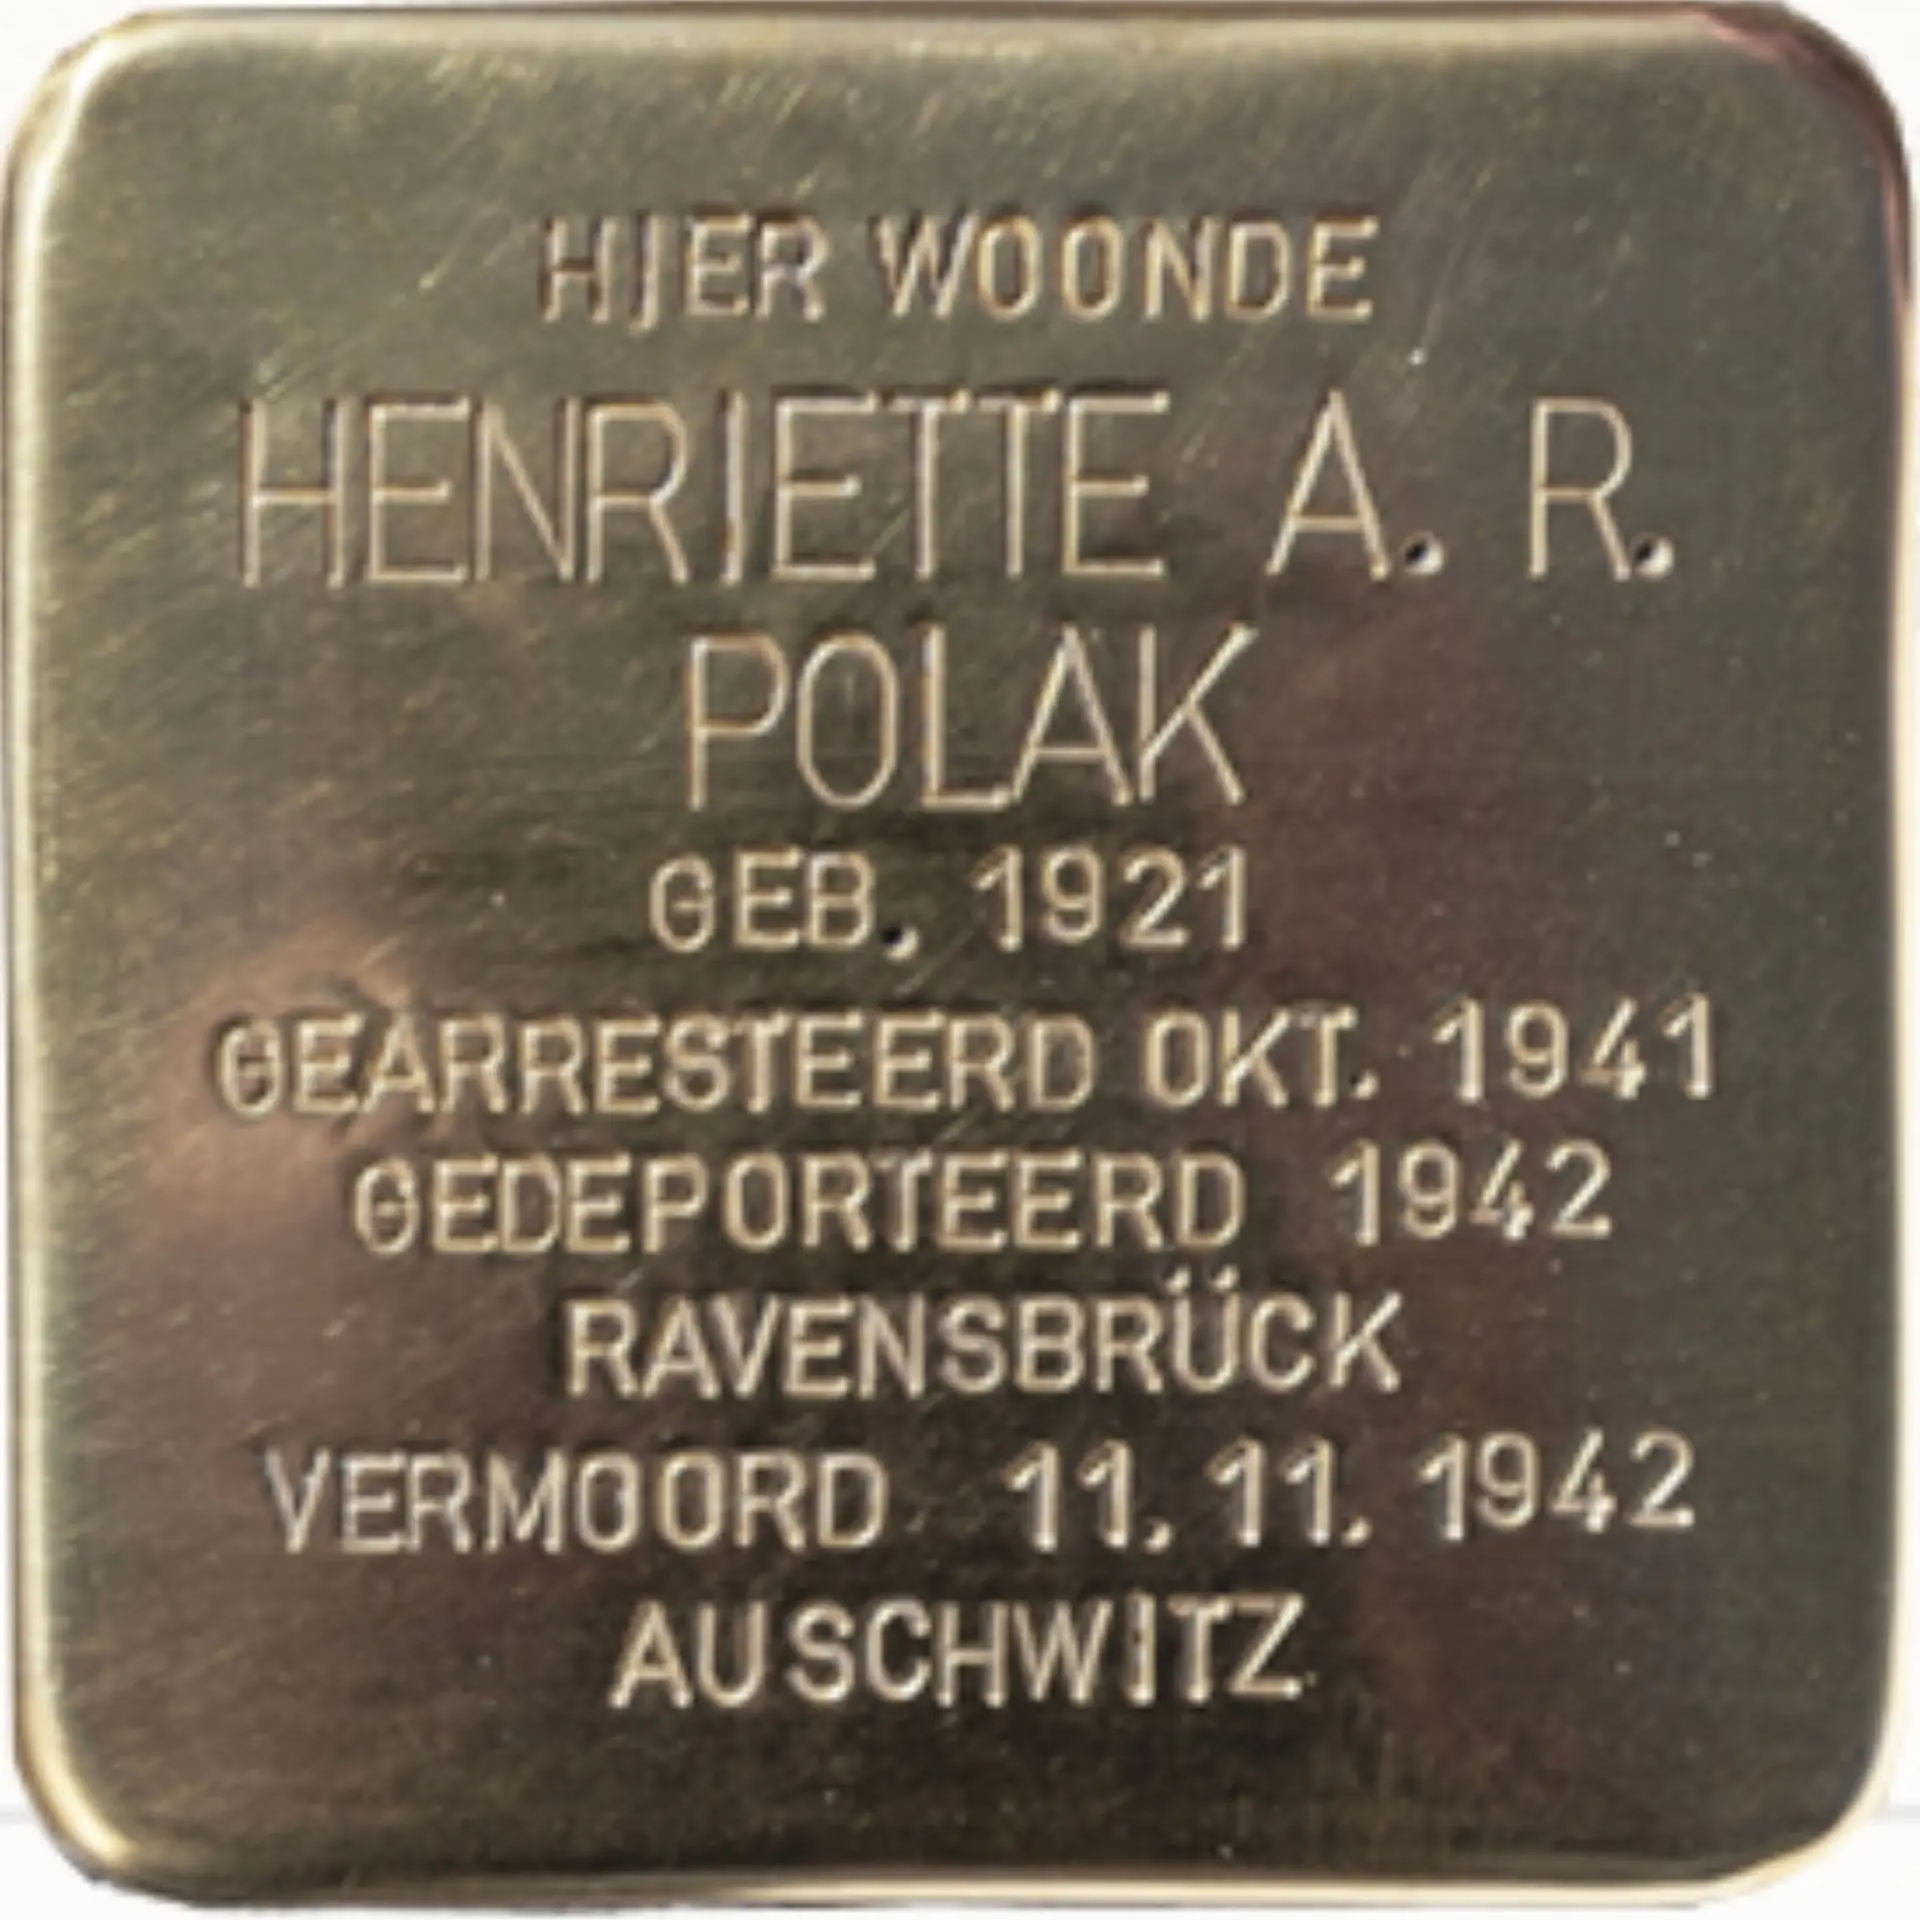 HIER WOONDE
HENRIETTE A. R.
POLAK
GEB. 1921
GEARRESTEERD OKT. 1941
GEDEPORTEERD 1942
RAVENSBRÜCK
VERMOORD 11.11.1942
AUSCHWITZ